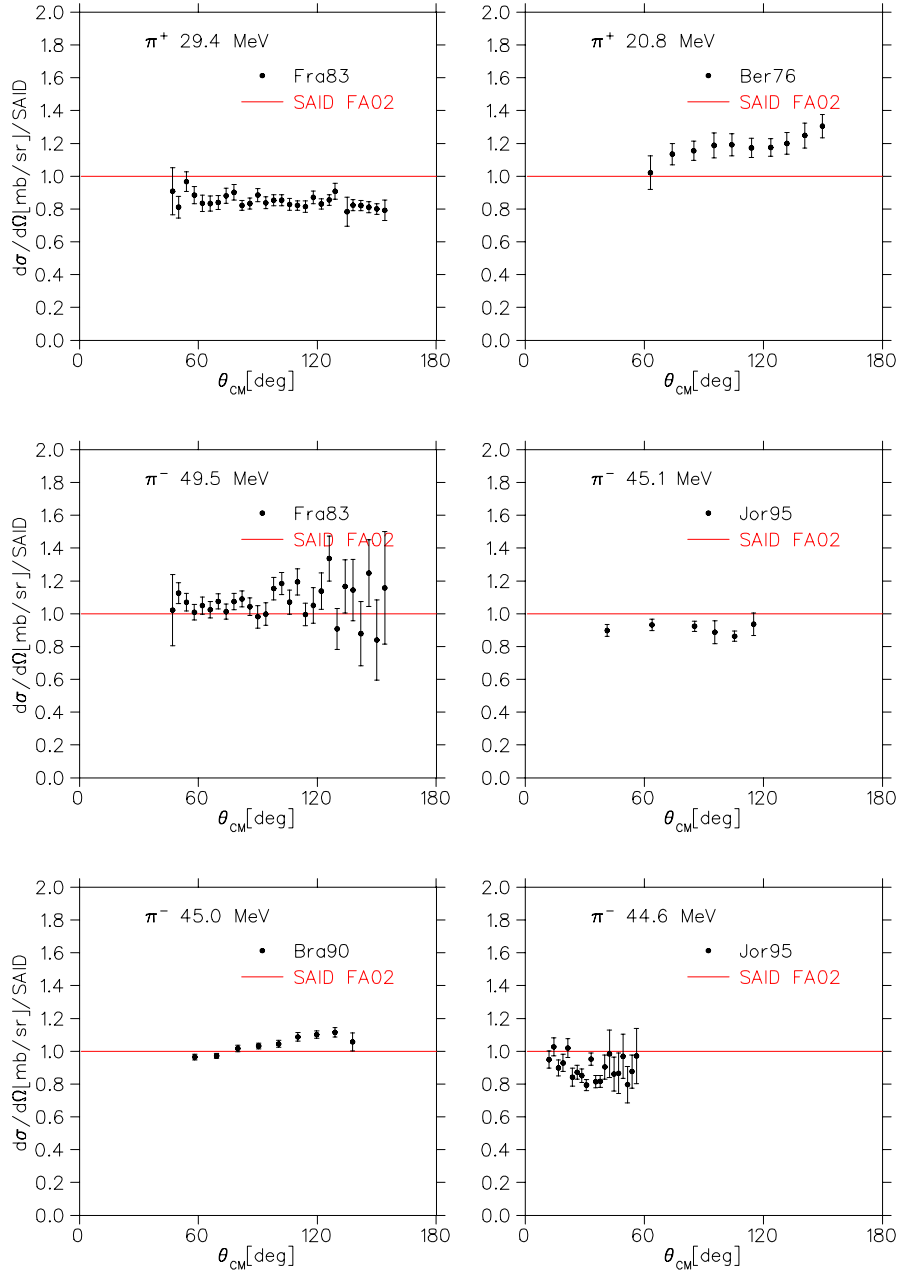 π+ 29.4 MeV
Fra83
SAID FA02
dσ/dΩ[mb/sr]/SAID
2.0
1.8
1.6
1.4
1.2
1.0
0.8
0.6
0.4
0.2
0.0
0 60 120 180
θCM[deg]
π+ 20.8 MeV
Ber76
SAID FA02
2.0
1.8
1.6
1.4
1.2
1.0
0.8
0.6
0.4
0.2
0.0
0 60 120 180
θCM[deg]
π− 49.5 MeV
Fra83
SAID FA02
dσ/dΩ[mb/sr]/SAID
2.0
1.8
1.6
1.4
1.2
1.0
0.8
0.6
0.4
0.2
0.0
0 60 120 180
θCM[deg]
π− 45.1 MeV
Jor95
SAID FA02
2.0
1.8
1.6
1.4
1.2
1.0
0.8
0.6
0.4
0.2
0.0
0 60 120 180
θCM[deg]
π− 45.0 MeV
Bra90
SAID FA02
dσ/dΩ[mb/sr]/SAID
2.0
1.8
1.6
1.4
1.2
1.0
0.8
0.6
0.4
0.2
0.0
0 60 120 180
θCM[deg]
π− 44.6 MeV
Jor95
SAID FA02
2.0
1.8
1.6
1.4
1.2
1.0
0.8
0.6
0.4
0.2
0.0
0 60 120 180
θCM[deg]